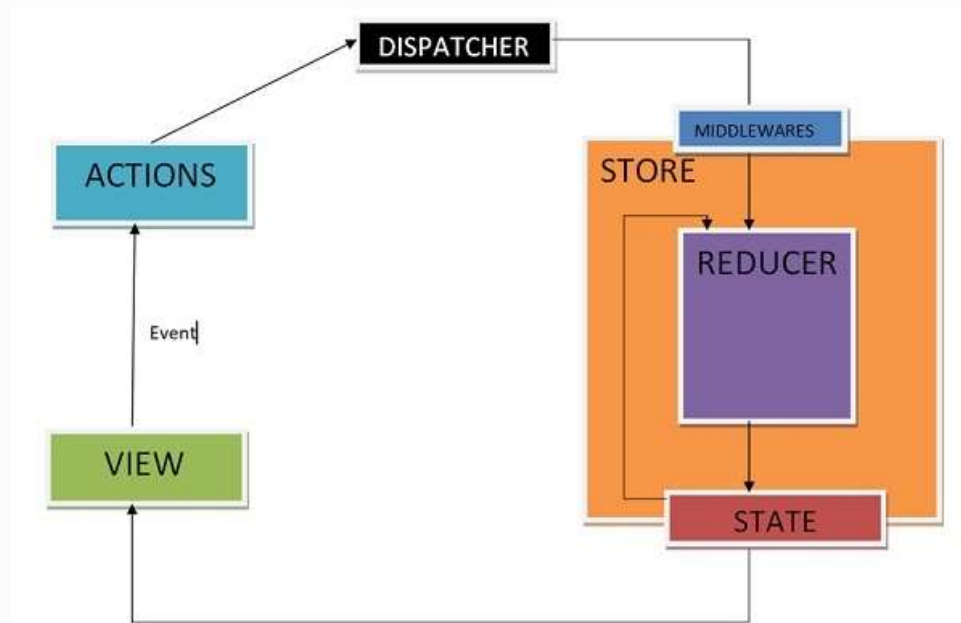 DISPATCHER
MIDDLEWARES
ACTIONS
STORE
REDUCER
Event
VIEW
STATE